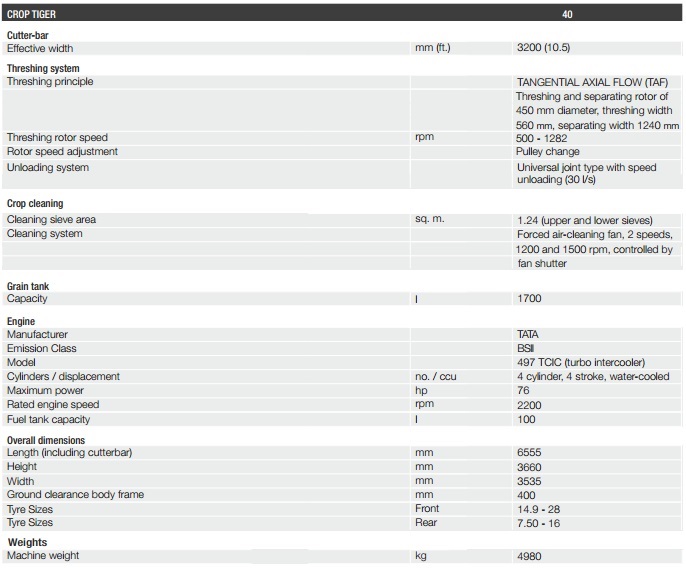 CROP TIGER 40
Cutter-bar
Effective width mm (ft.) 3200 (10.5)
Threshing system
Threshing principle TANGENTIAL AXIAL FLOW (TAF)
Threshing and separating rotor of
450 mm diameter, threshing width
560 mm, separating width 1240 mm
Threshing rotor speed rpm 500 - 1282
Rotor speed adjustment Pulley change
Unloading system Universal joint type with speed
unloading (30 l/s)
Crop cleaning
Cleaning sieve area sq. m. 1.24 (upper and lower sieves)
Cleaning system Forced air-cleaning fan, 2 speeds,
1200 and 1500 rpm, controlled by
fan shutter
Grain tank
Capacity l 1700
Engine
Manufacturer TATA
Emission Class BSII
Model 497 TCIC (turbo intercooler)
Cylinders / displacement no. / ccu 4 cylinder, 4 stroke, water-cooled
Maximum power hp 76
Rated engine speed rpm 2200
Fuel tank capacity l 100
Overall dimensions
Length (including cutterbar) mm 6555
Height mm 3660
Width mm 3535
Ground clearance body frame mm 400
Tyre Sizes Front 14.9 - 28
Tyre Sizes Rear 7.50 - 16
Weights
Machine weight kg 4980